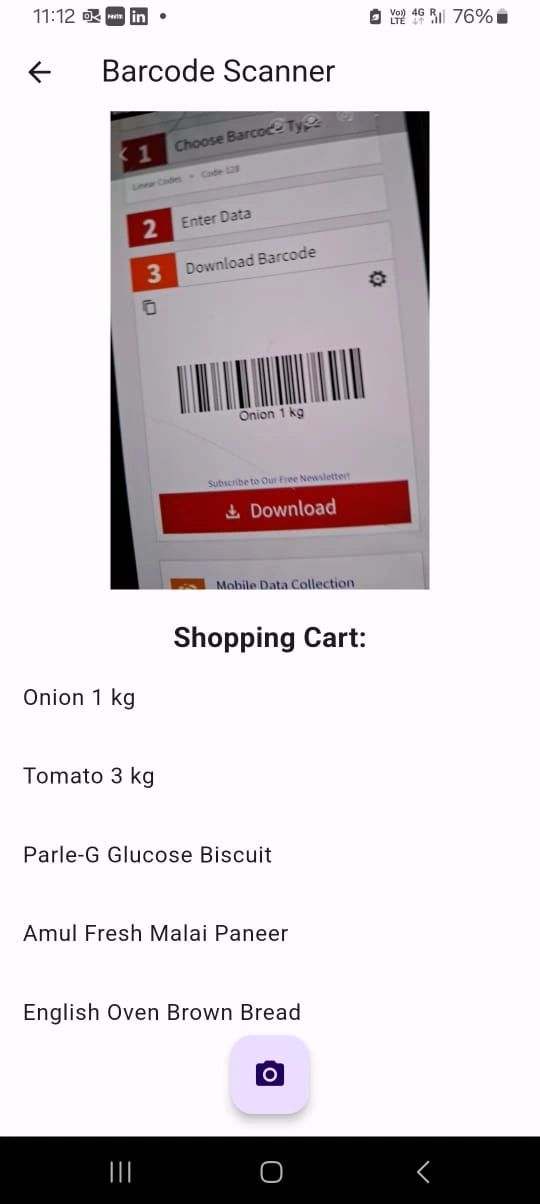 11:12
Paytm
in
Vo))
LTE
4G
R
76%
Barcode Scanner
1
Choose Barcode Type
Linear Codes
Code-128
2
Enter Data
3
Download Barcode
Onion 1 kg
Subscribe to Our Free Newsletter!
Download
Mobile Data Collection
Shopping Cart:
Onion 1 kg
Tomato 3 kg
Parle-G Glucose Biscuit
Amul Fresh Malai Paneer
English Oven Brown Bread